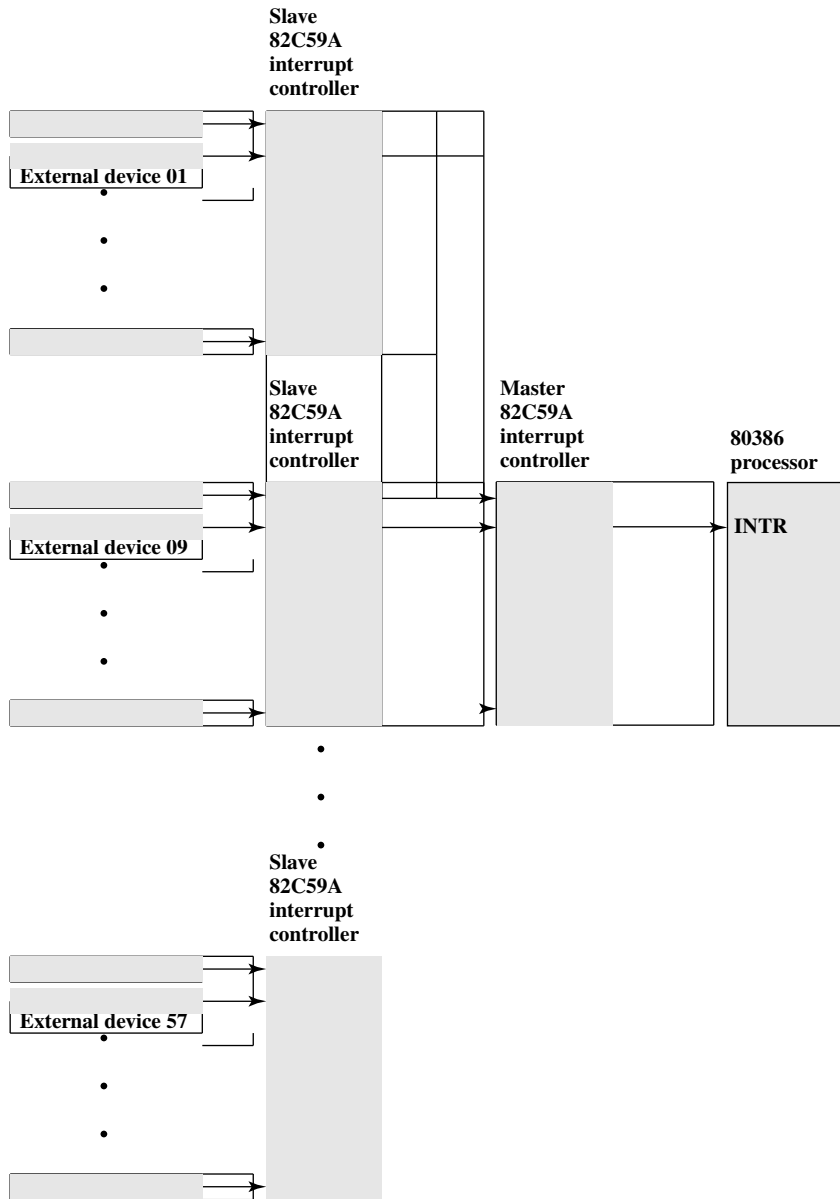 Slave
82C59A
interrupt
controller
External device 01
Slave
82C59A
interrupt
controller
Master
82C59A
interrupt
controller
80386
processor
External device 09
INTR
Slave
82C59A
interrupt
controller
External device 57